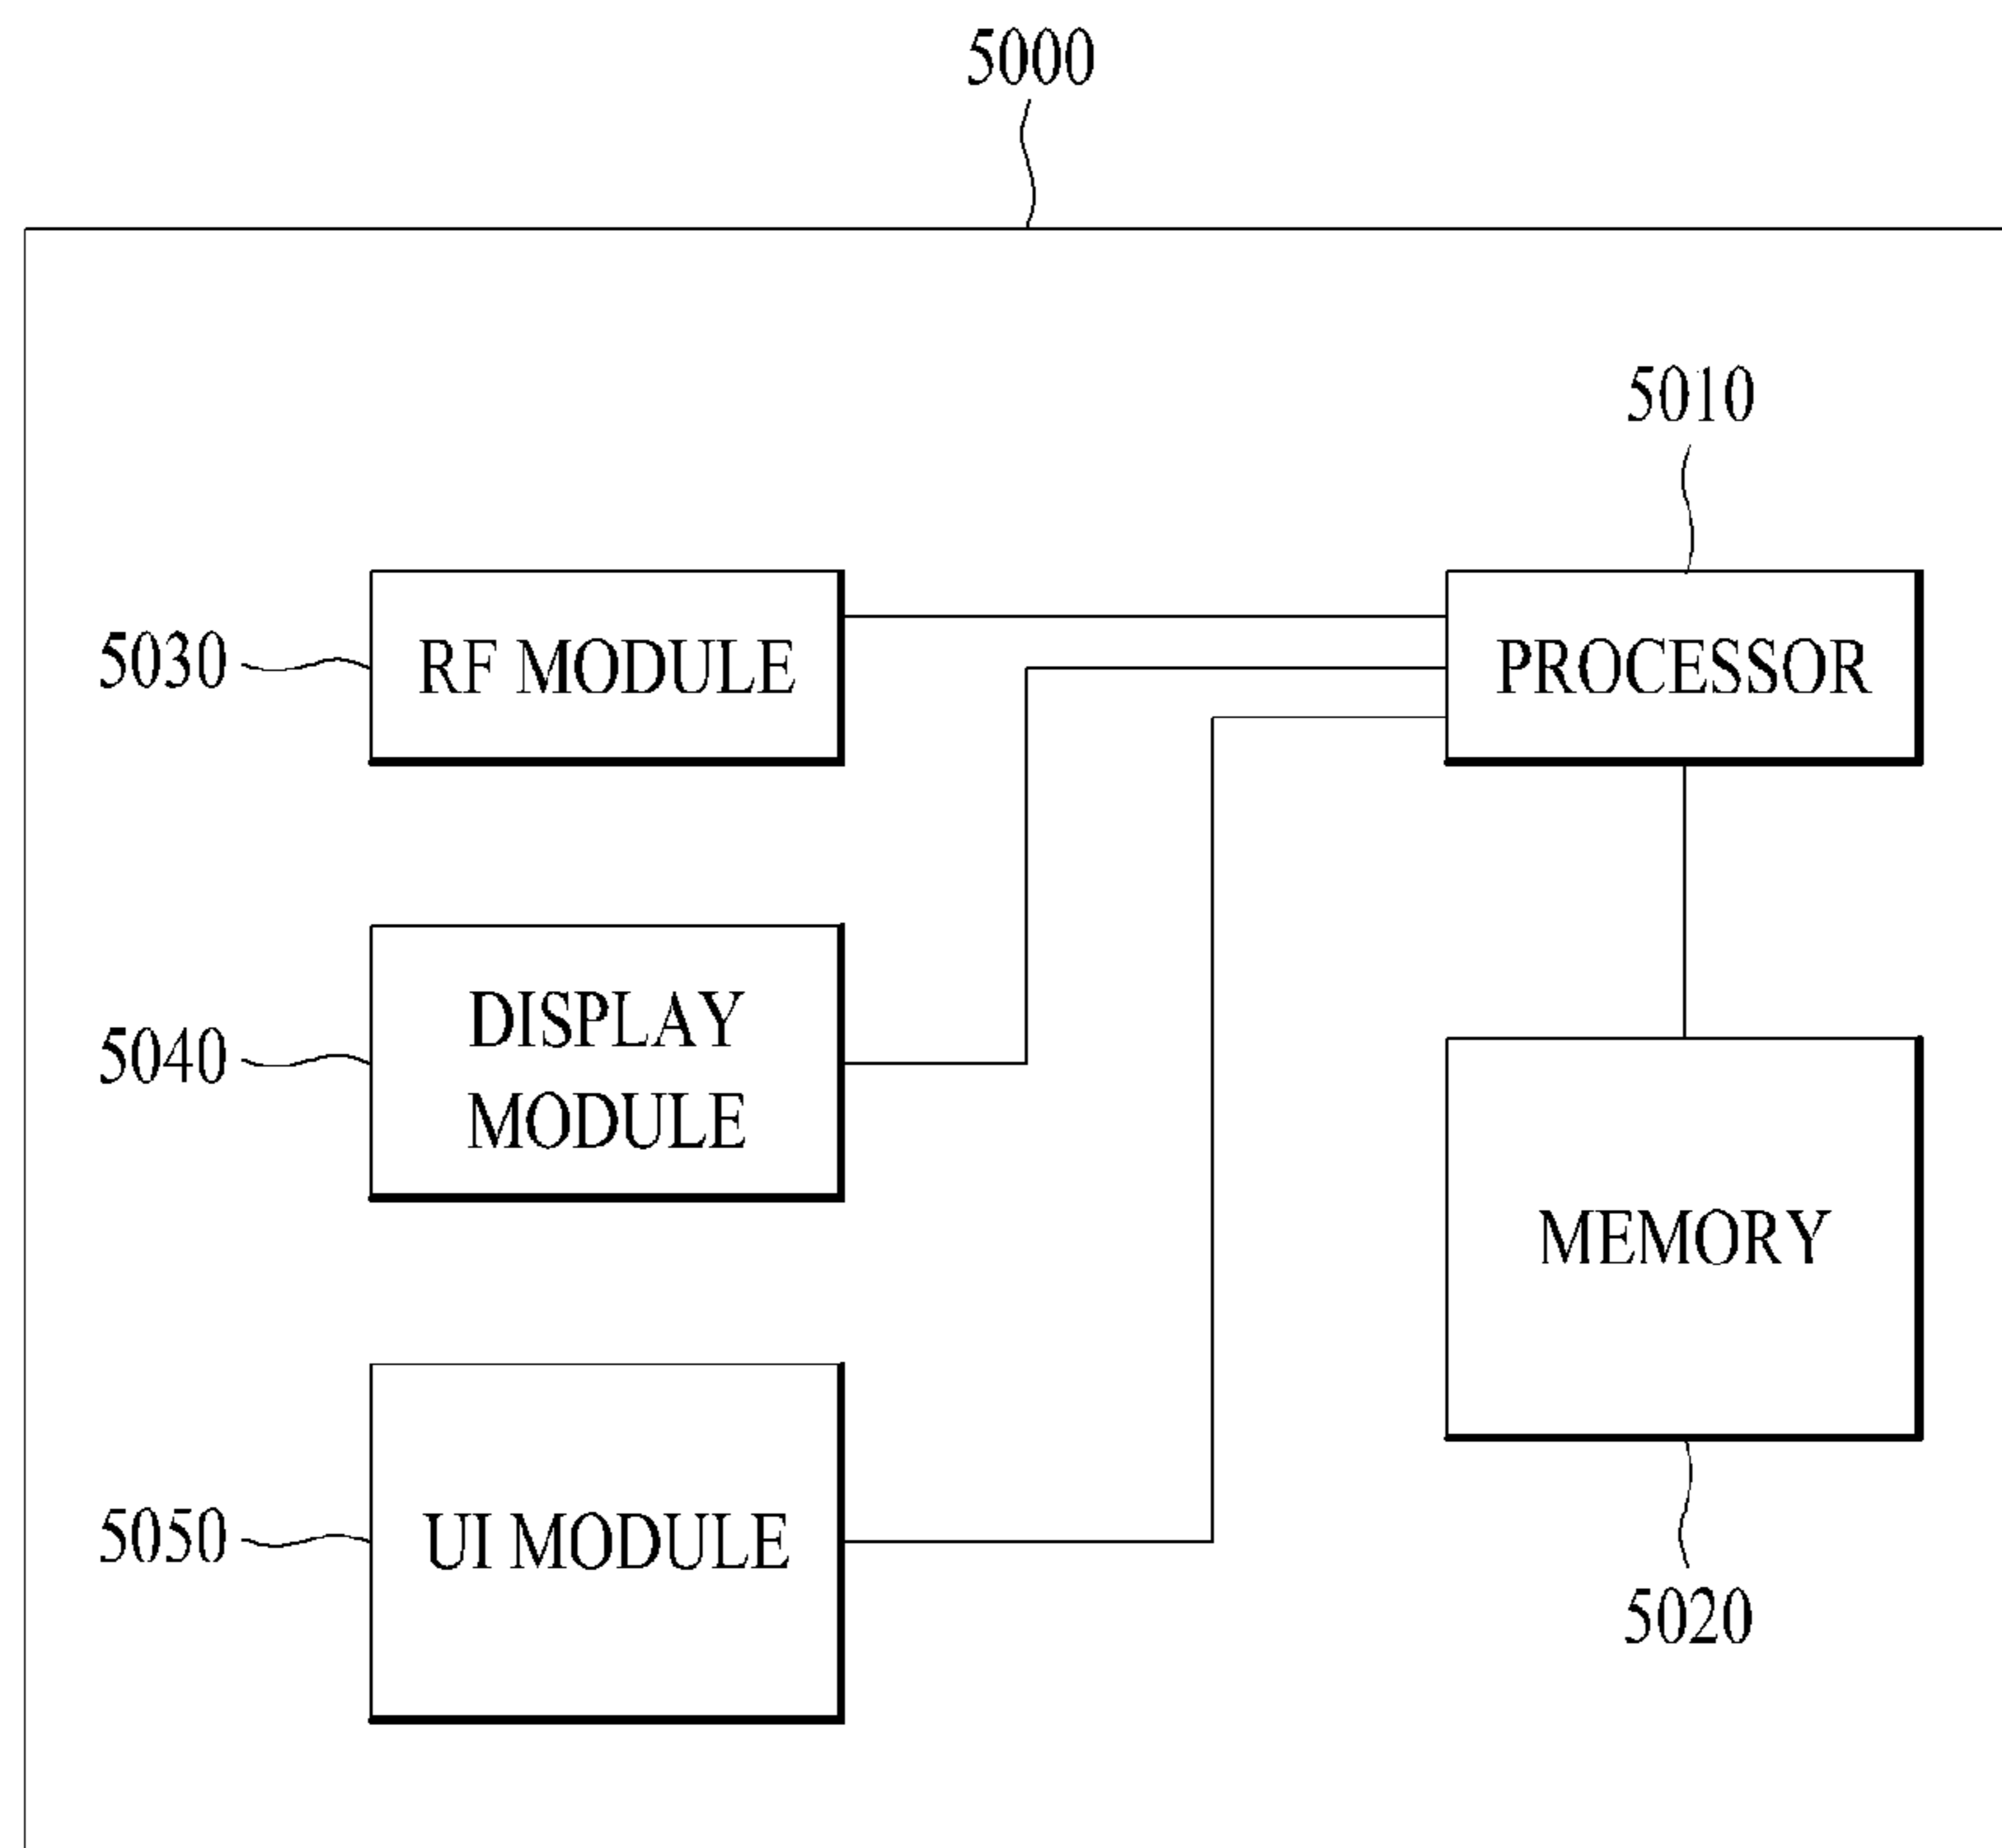 5000
5010
5030
RF MODULE
PROCESSOR
5040
DISPLAY
MODULE
MEMORY
5050
UI MODULE
5020